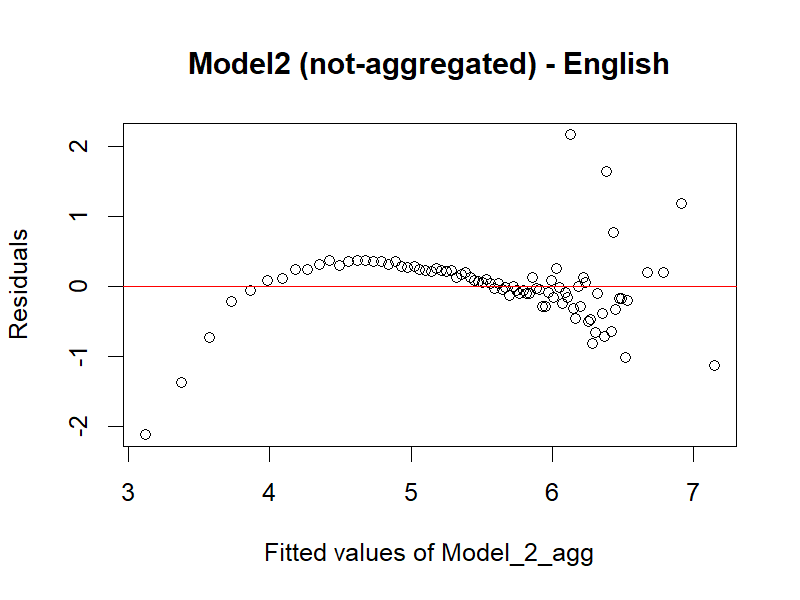 Model2 (not-aggregated) - English
Residuals
2
1
0
-1
-2
3 4 5 6 7
Fitted values of Model_2_agg